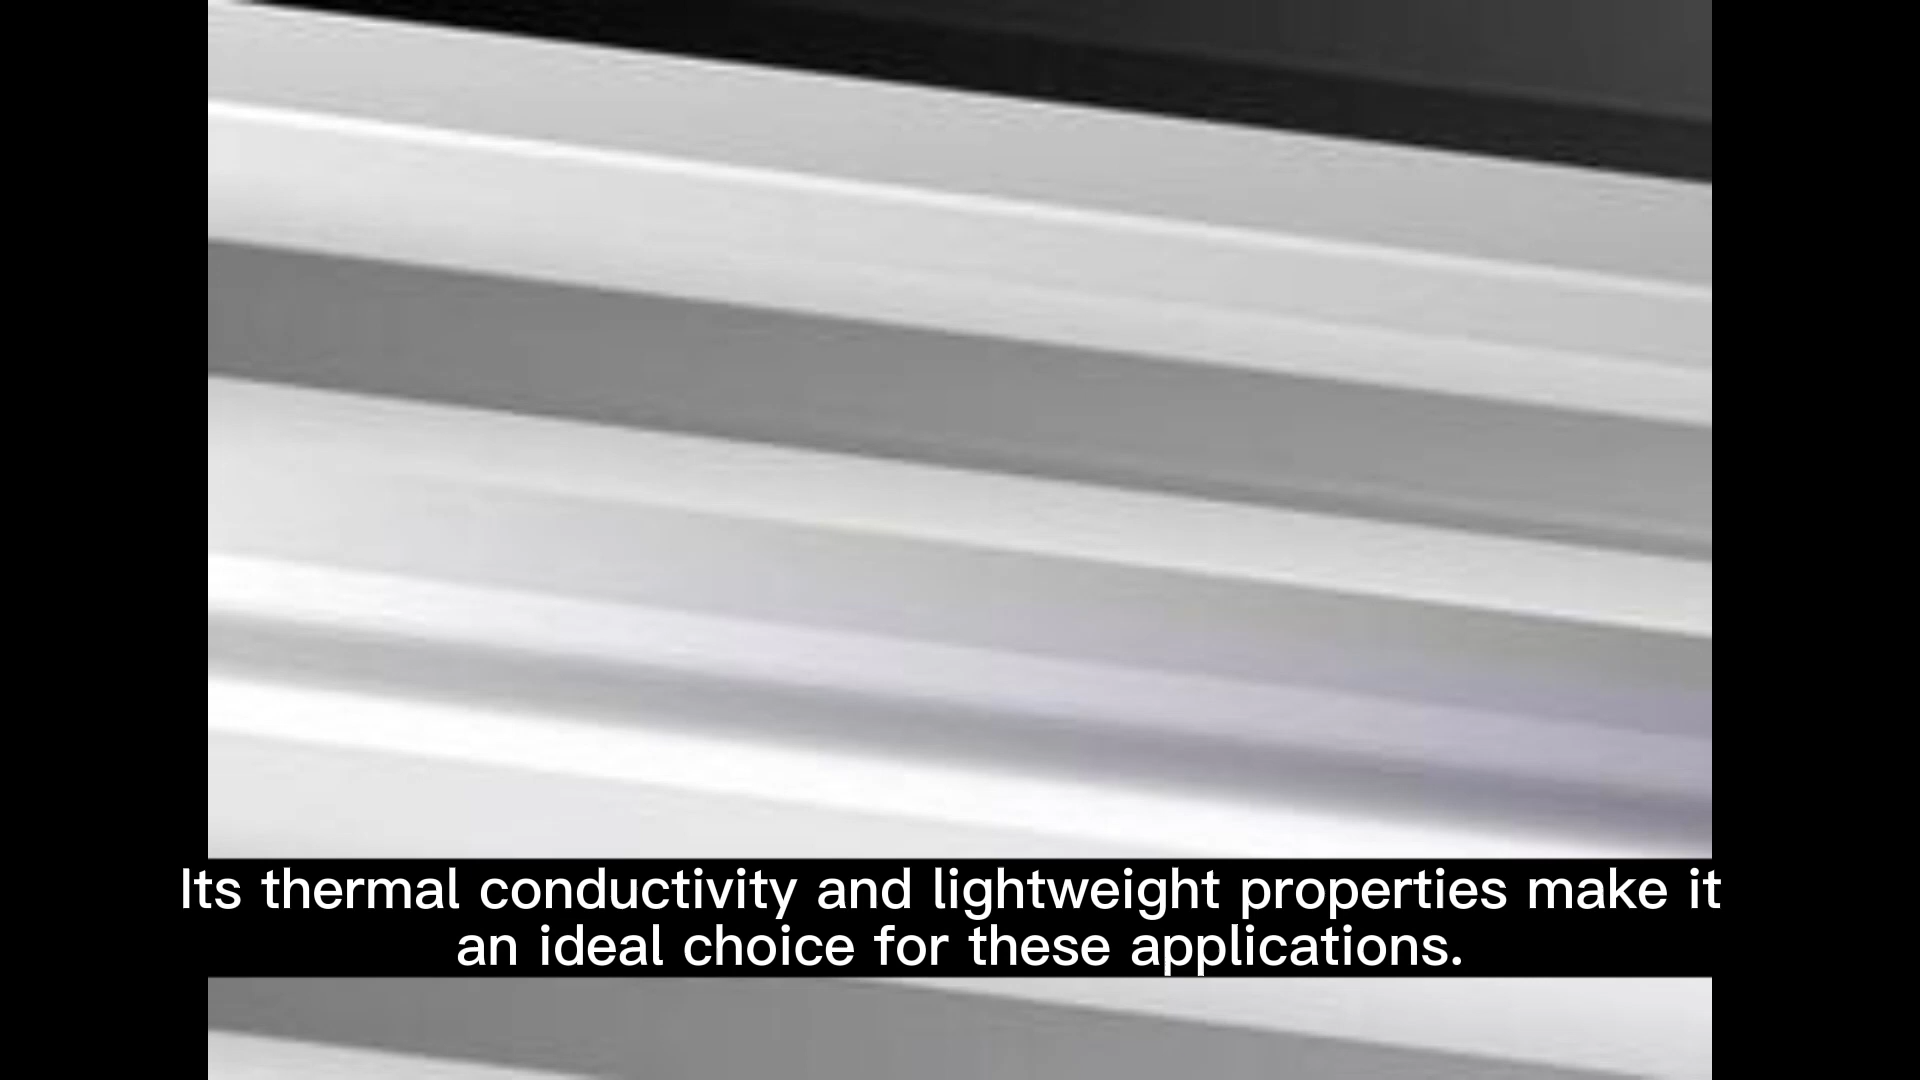 Its thermal conductivity and lightweight properties make it
an ideal choice for these applications.